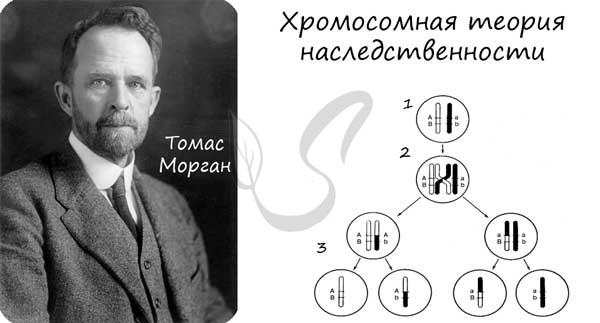 Хромосомная теория
наследственности
Томас
Морган
1
A a
B b
2
A a
B b
3
A A
B b
a a
B b
A
B
A
b
a
B
a
b